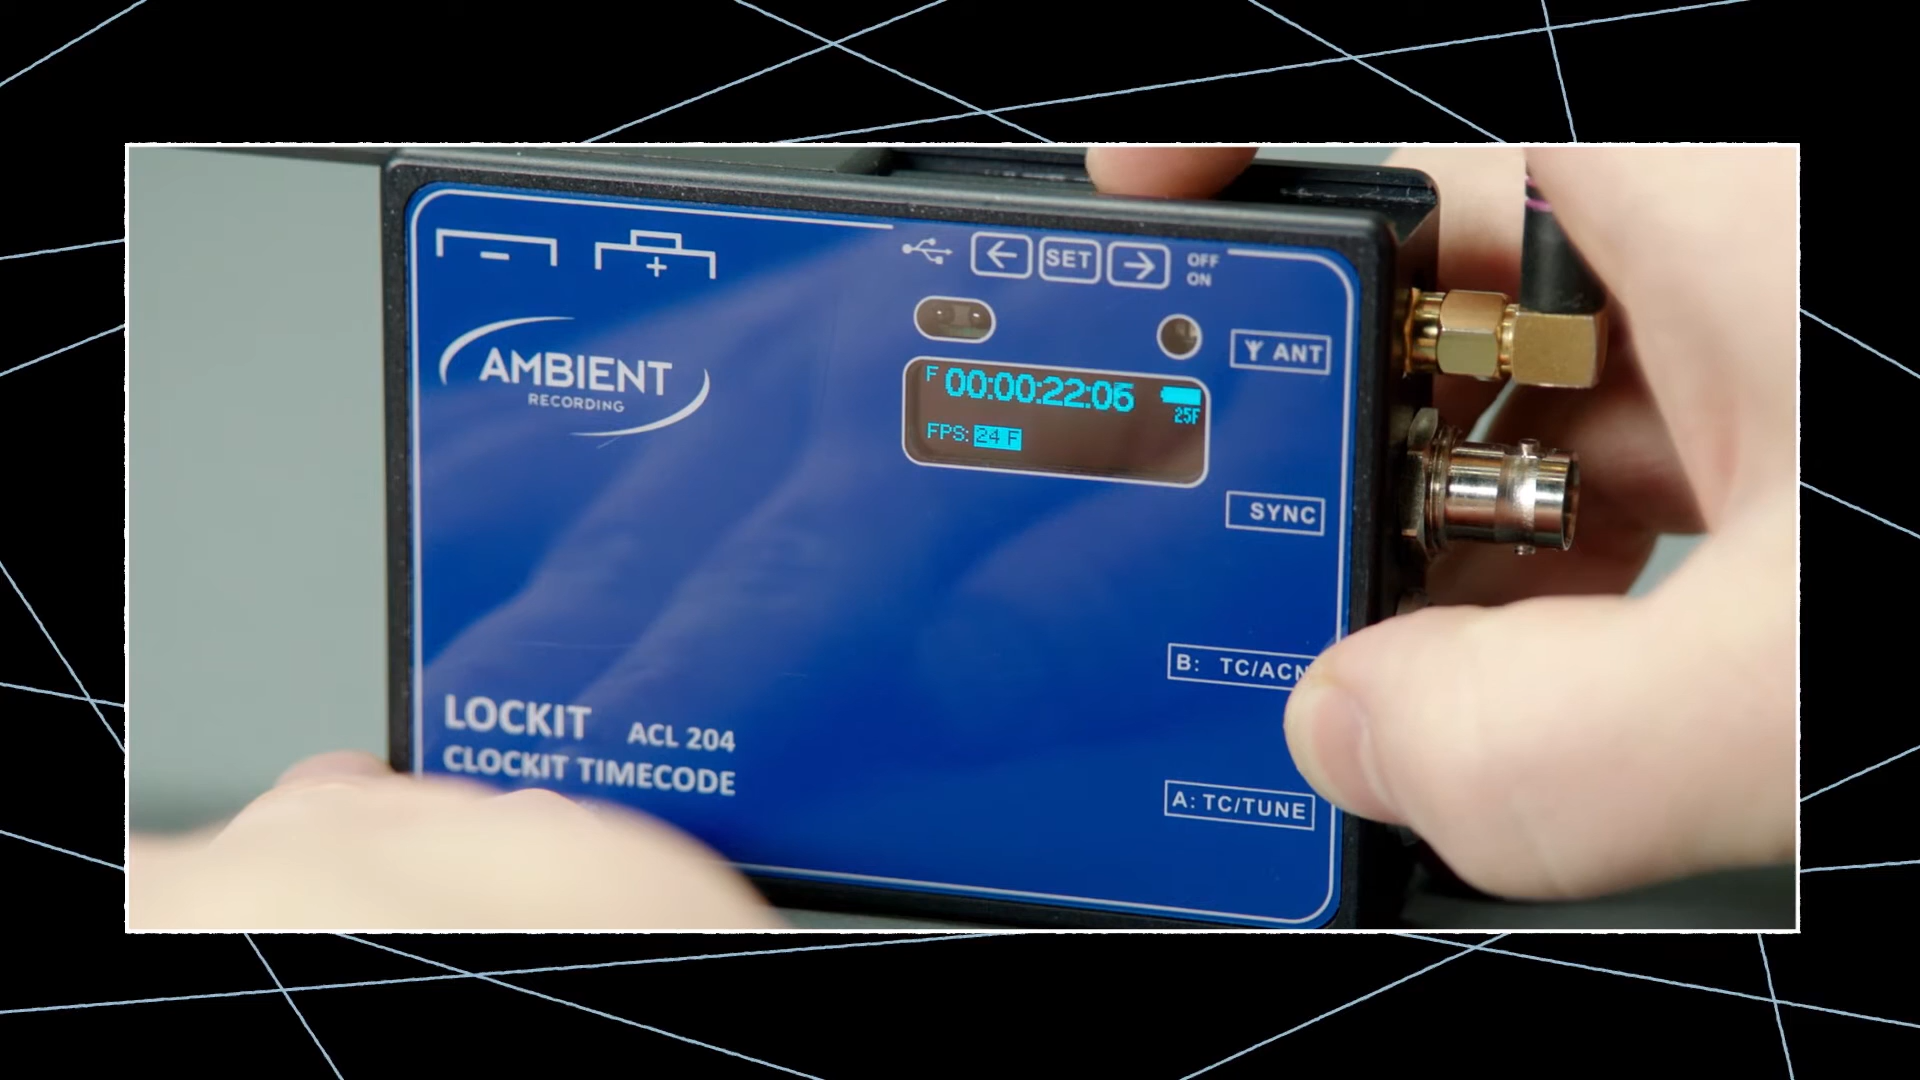 - +
← SET → OFF
ON
Y ANT
AMBIENT
RECORDING
F 00:00:22:05
25F
FPS: 24 F
SYNC
B: TC/ACN
LOCKIT ACL 204
CLOCKIT TIMECODE
A: TC/TUNE